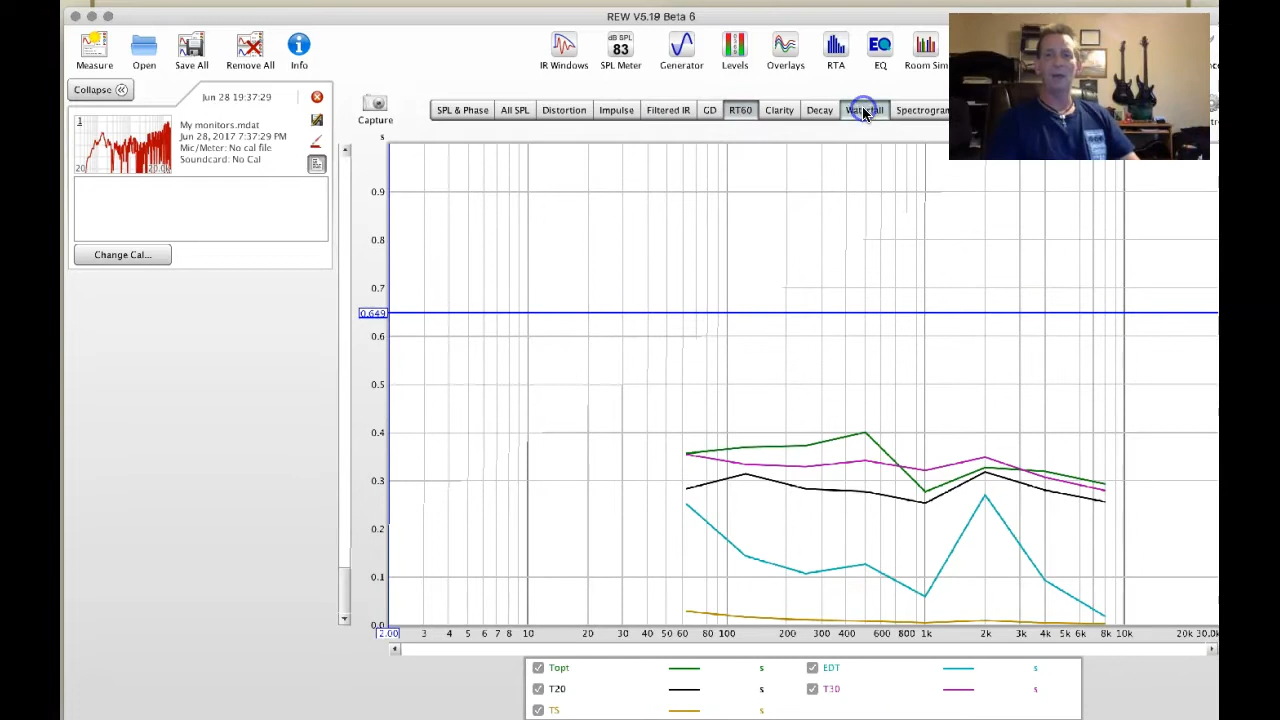 REW V5.19 Beta 6
Measure Open Save All Remove All Info
dB SPL
83
IR Windows SPL Meter Generator Levels Overlays RTA EQ Room Sim
Collapse
Jun 28 19:37:29
1
20
My monitors.mdat
Jun 28, 2017 7:37:29 PM
Mic/Meter: No cal file
Soundcard: No Cal
Change Cal...
Capture
SPL & Phase All SPL Distortion Impulse Filtered IR GD RT60 Clarity Decay Waterfall Spectrogram
s
0.9
0.8
0.7
0.649
0.6
0.5
0.4
0.3
0.2
0.1
0.0
2.00 3 4 5 6 7 8 10 20 30 40 50 60 80 100 200 300 400 600 800 1k 2k 3k 4k 5k 6k 8k 10k 20k 30.0k
Topt s EDT s
T20 s T30 s
TS s